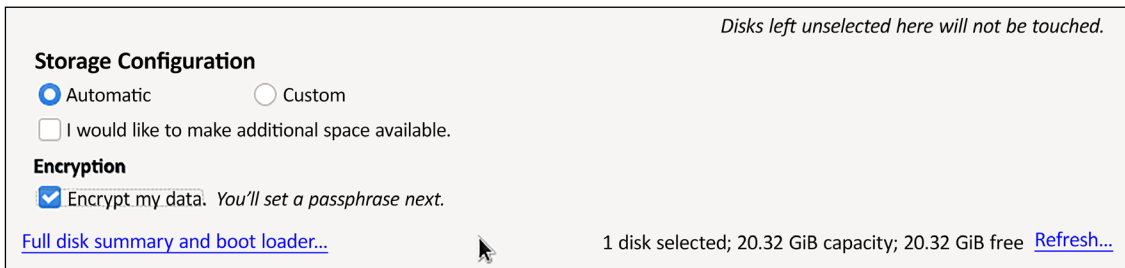 Disks left unselected here will not be touched.
Storage Configuration
Automatic Custom
I would like to make additional space available.
Encryption
Encrypt my data. You'll set a passphrase next.
Full disk summary and boot loader... 1 disk selected; 20.32 GiB capacity; 20.32 GiB free Refresh...